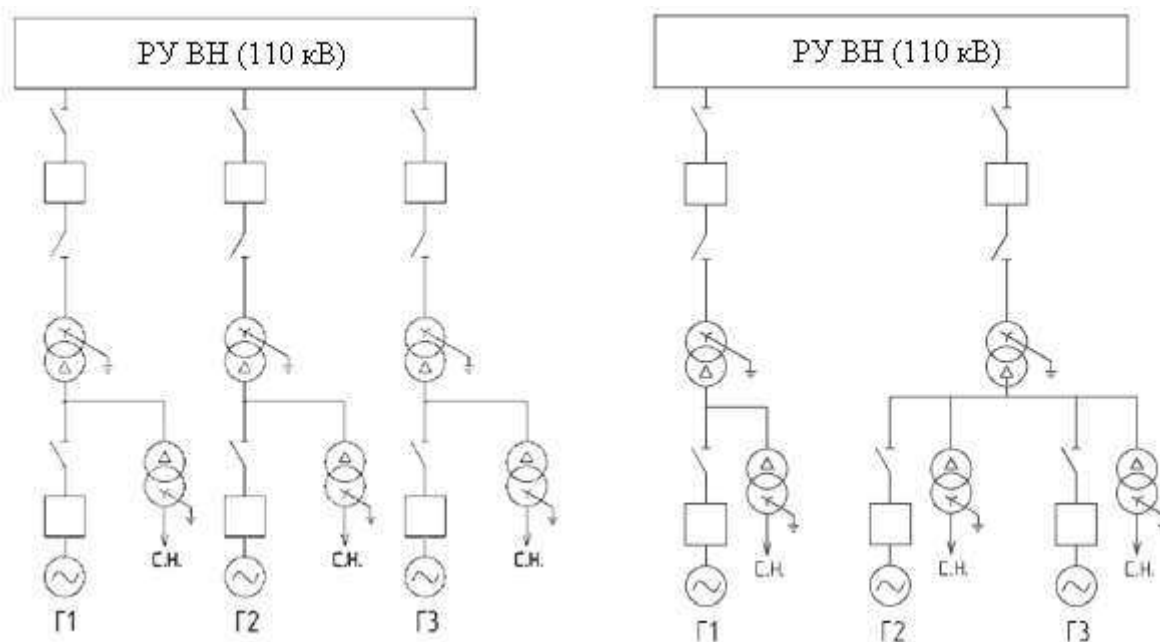 РУ ВН (110 кВ)
РУ ВН (110 кВ)
С.Н.
С.Н.
С.Н.
Г1
Г2
Г3
С.Н.
С.Н.
С.Н.
Г1
Г2
Г3